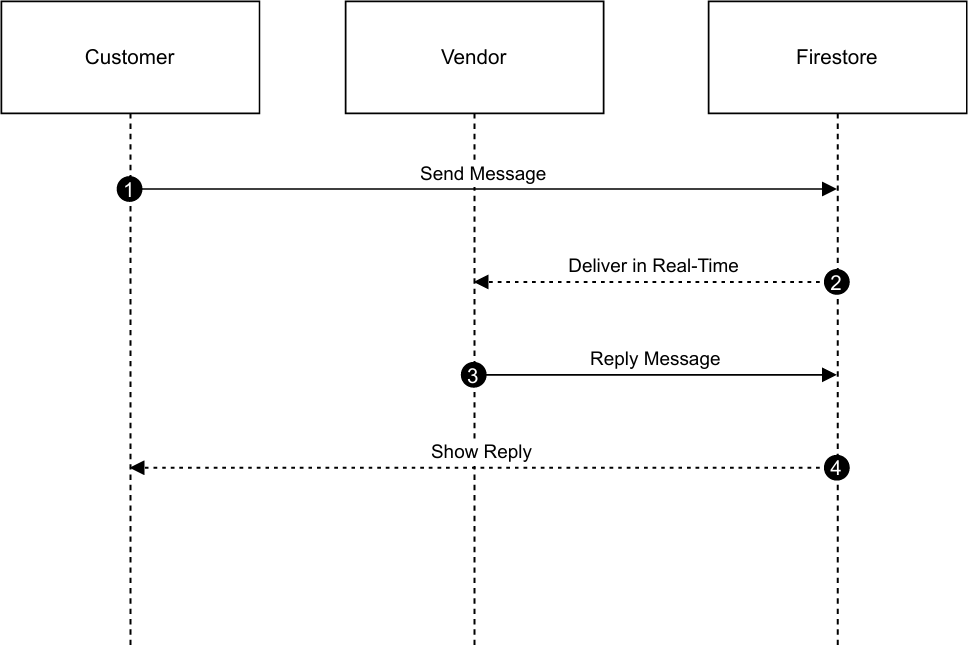 Customer
Vendor
Firestore
Send Message
1
Deliver in Real-Time
2
Reply Message
3
Show Reply
4